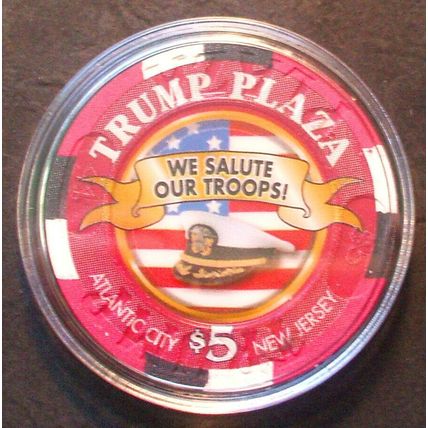 TRUMP PLAZA
WE SALUTE
OUR TROOPS!
ATLANTIC CITY $5 NEW JERSEY